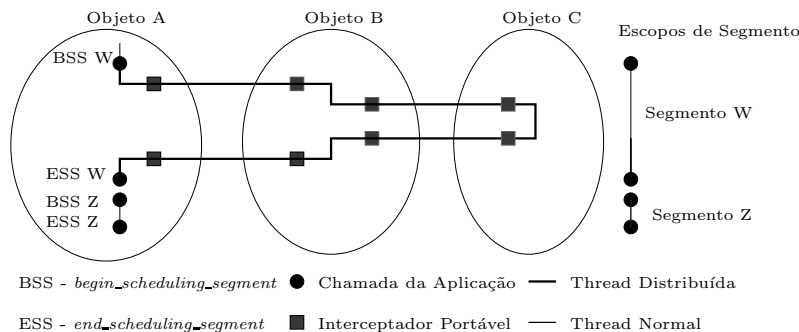 Objeto A
Objeto B
Objeto C
Escopos de Segmento
BSS W
Segmento W
ESS W
BSS Z
ESS Z
Segmento Z
BSS - begin_scheduling_segment
Chamada da Aplicação
Thread Distribuída
ESS - end_scheduling_segment
Interceptador Portável
Thread Normal